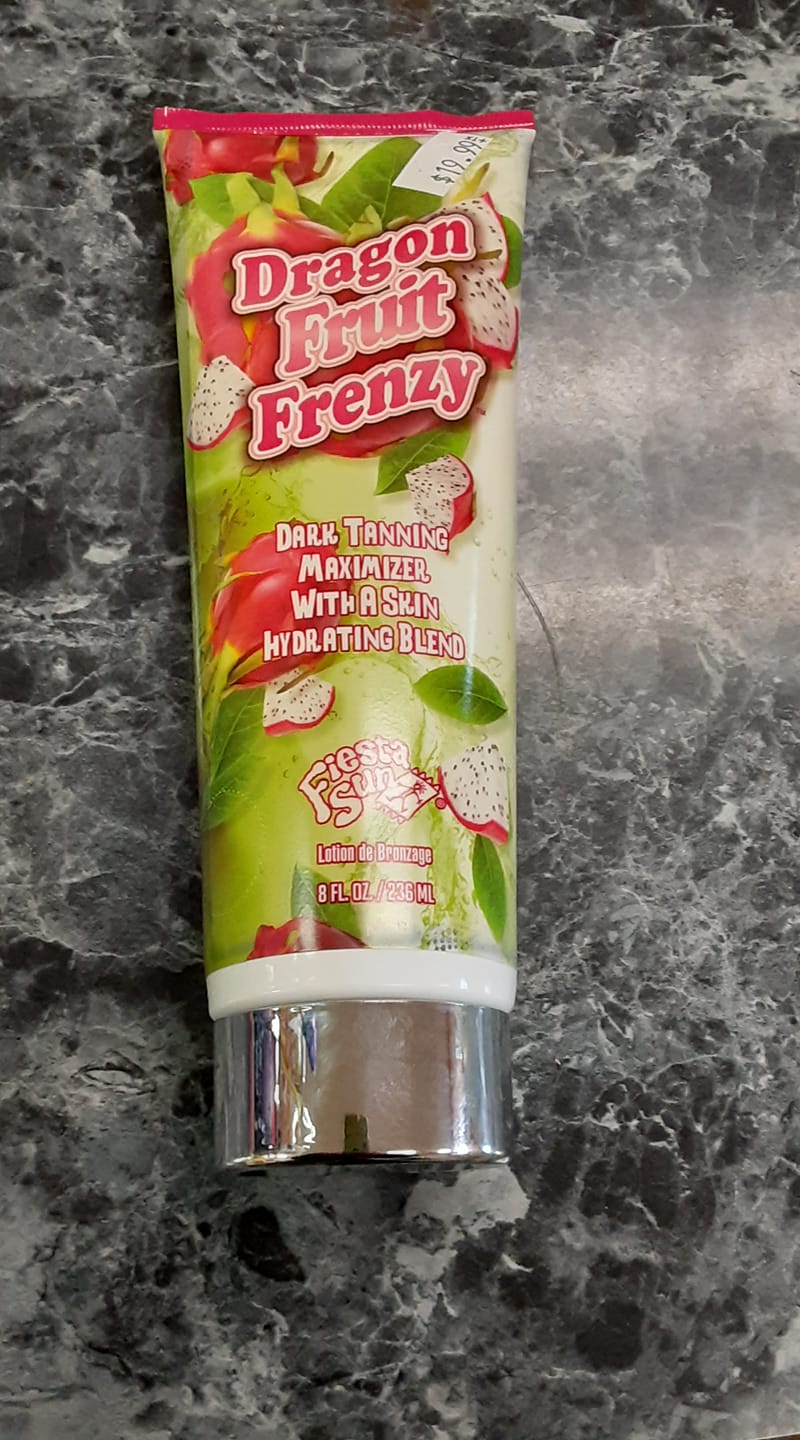 $19.99
Dragon
Fruit
Frenzy
DARK TANNING
MAXIMIZER
WITH A SKIN
HYDRATING BLEND
Fiesta
Sun
Lotion de Bronzage
8 FL. OZ. / 236 ML